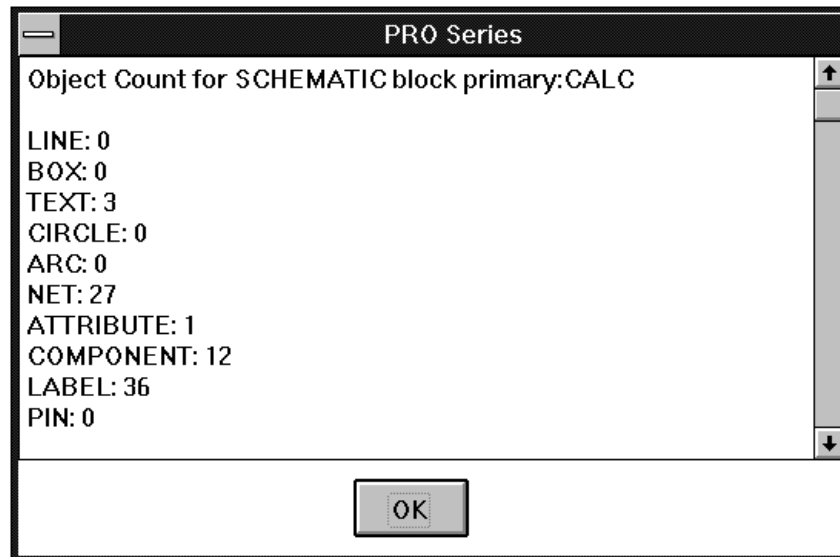 PRO Series
Object Count for SCHEMATIC block primary:CALC
LINE: 0
BOX: 0
TEXT: 3
CIRCLE: 0
ARC: 0
NET: 27
ATTRIBUTE: 1
COMPONENT: 12
LABEL: 36
PIN: 0
OK